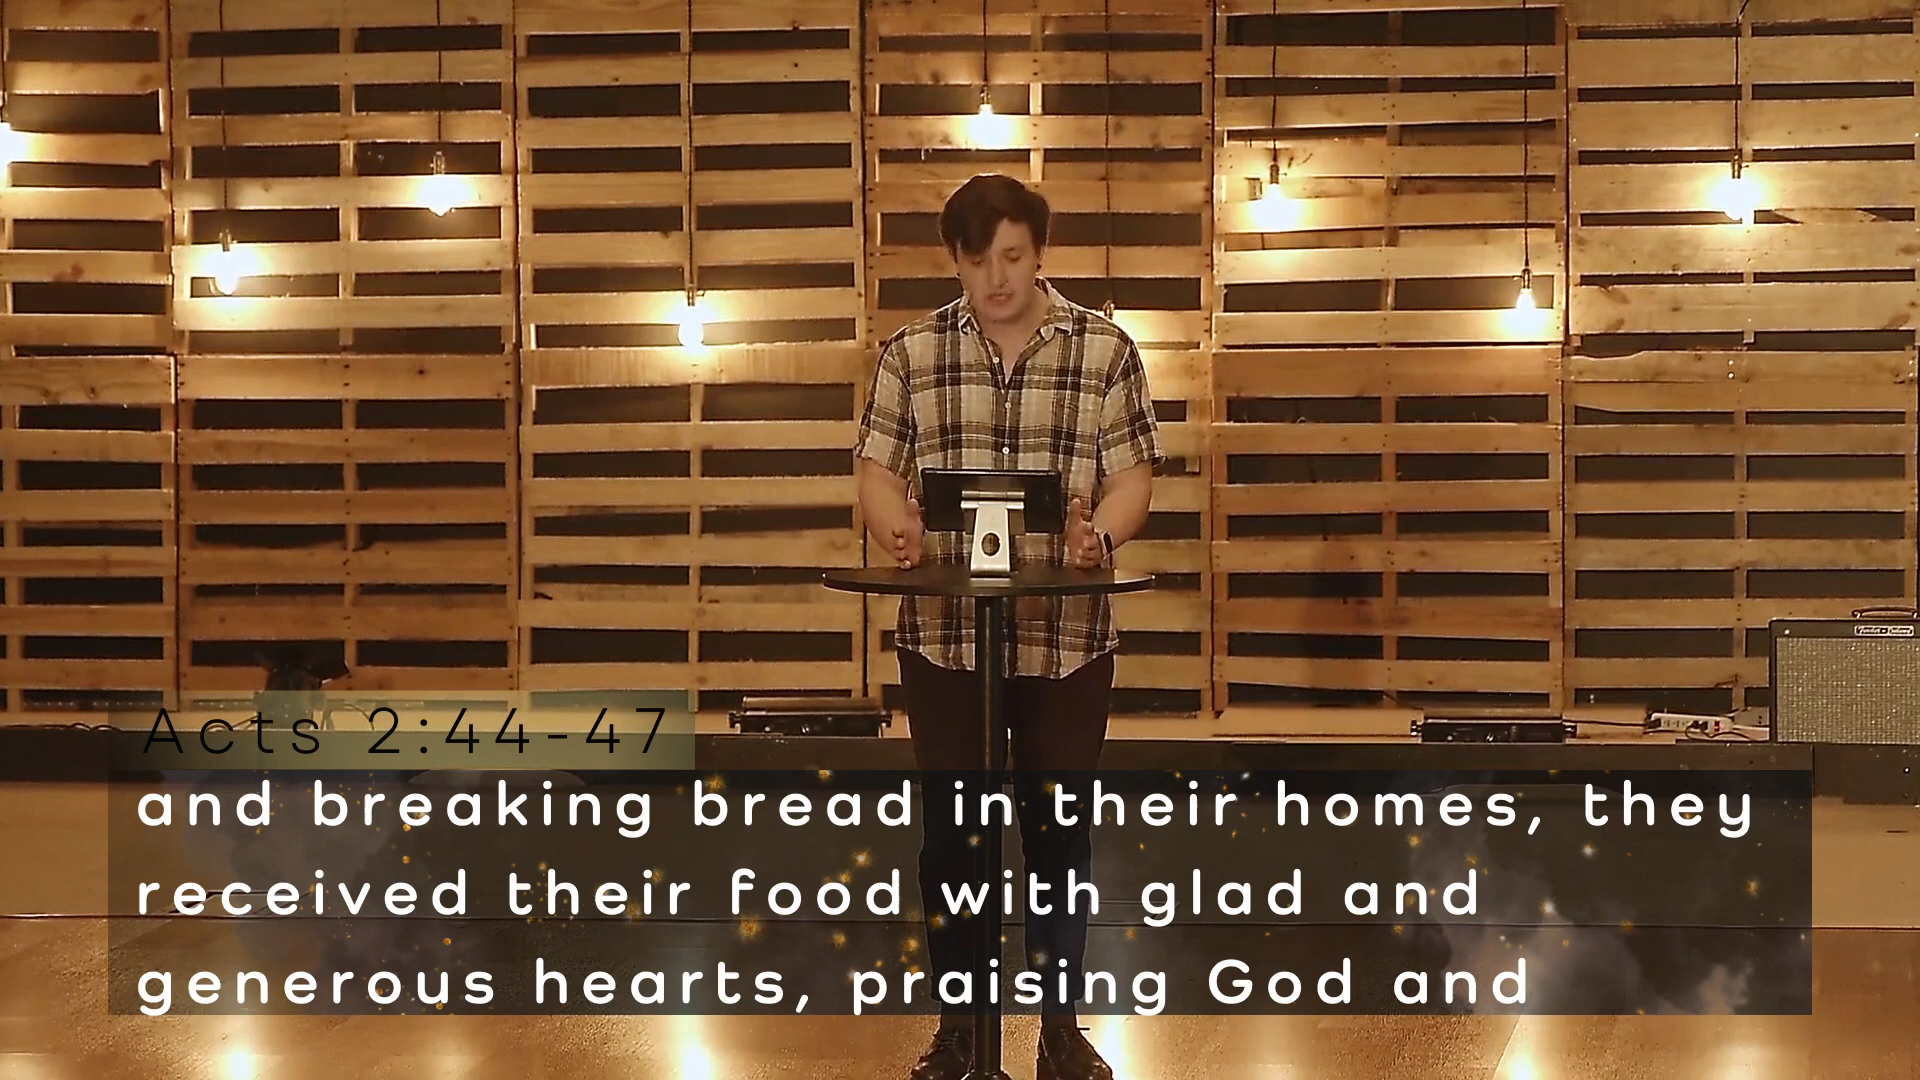 Acts 2:44-47
and breaking bread in their homes, they
received their food with glad and
generous hearts, praising God and